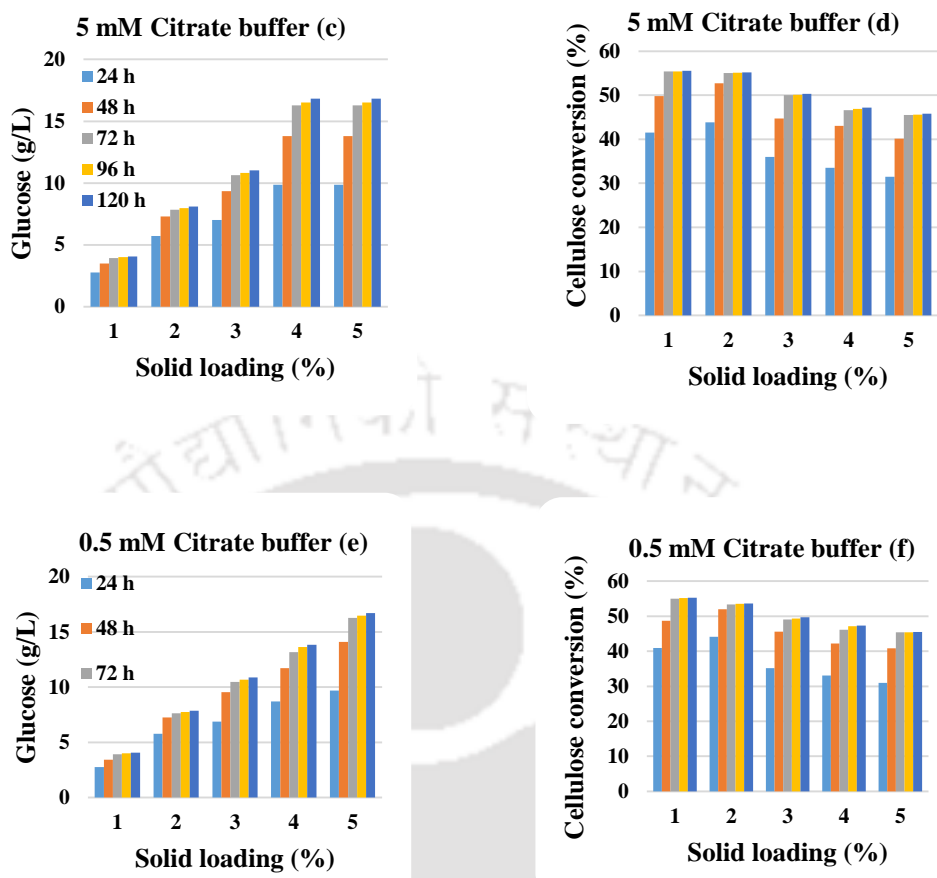 5 mM Citrate buffer (c)
Glucose (g/L)
20
15
10
5
0
24 h
48 h
72 h
96 h
120 h
1 2 3 4 5
Solid loading (%)
5 mM Citrate buffer (d)
Cellulose conversion (%)
60
50
40
30
20
10
0
1 2 3 4 5
Solid loading (%)
0.5 mM Citrate buffer (e)
Glucose (g/L)
20
15
10
5
0
24 h
48 h
72 h
1 2 3 4 5
Solid loading (%)
0.5 mM Citrate buffer (f)
Cellulose conversion (%)
60
50
40
30
20
10
0
1 2 3 4 5
Solid loading (%)